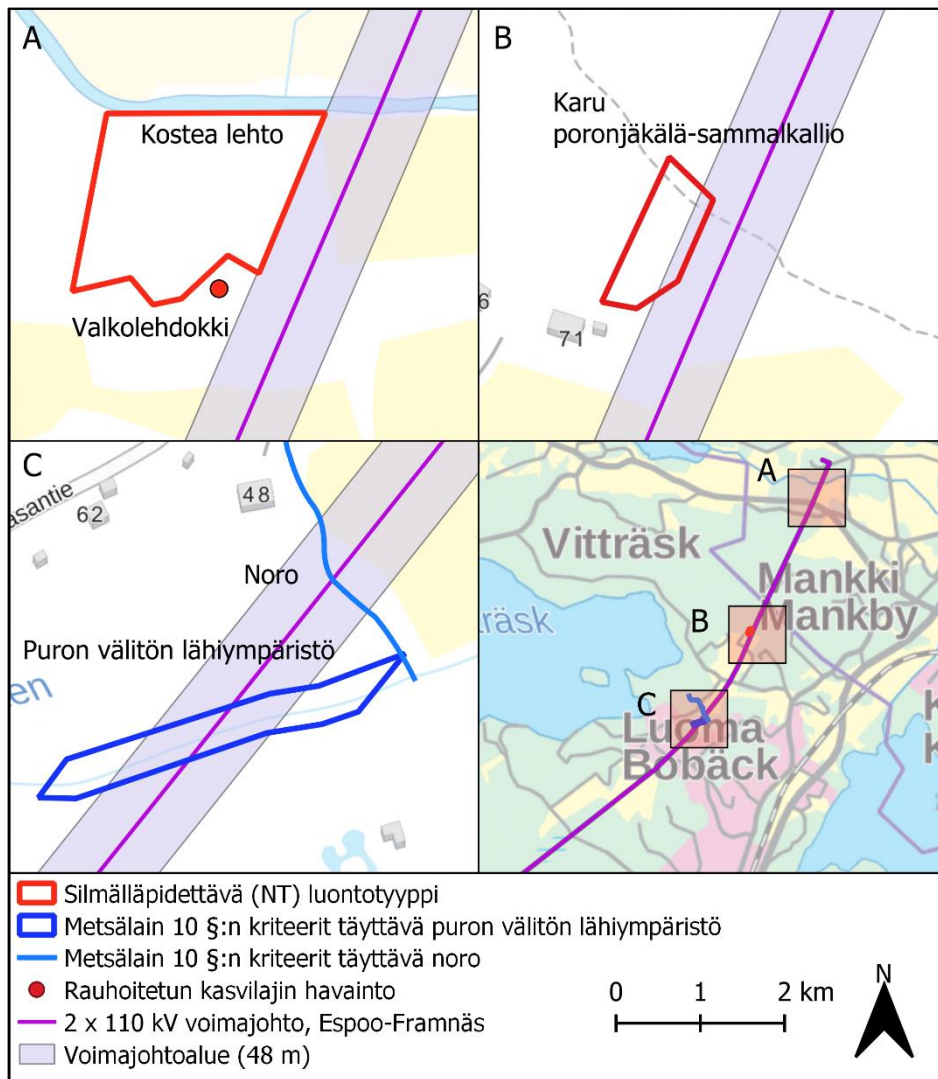 A
Kostea lehto
Valkolehdokki
B
Karu
poronjäkälä-sammalkallio
6
71
C
asantie
62
48
Noro
Puron välitön lähiympäristö
en
A
Vitträsk
Mankki
Mankby
räsk
B
C
Luoma
Bobäck
K
K
Silmälläpidettävä (NT) luontotyyppi
Metsälain 10 §:n kriteerit täyttävä puron välitön lähiympäristö
Metsälain 10 §:n kriteerit täyttävä noro
Rauhoitetun kasvilajin havainto
2 x 110 kV voimajohto, Espoo-Framnäs
Voimajohtoalue (48 m)
0 1 2 km
N